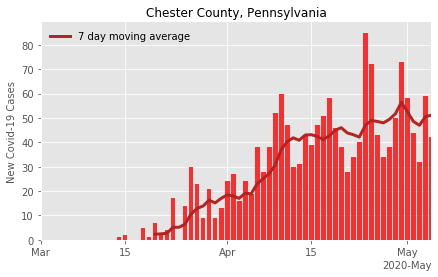 Chester County, Pennsylvania
7 day moving average
New Covid-19 Cases
80
70
60
50
40
30
20
10
0
Mar
15
Apr
15
May
2020-May